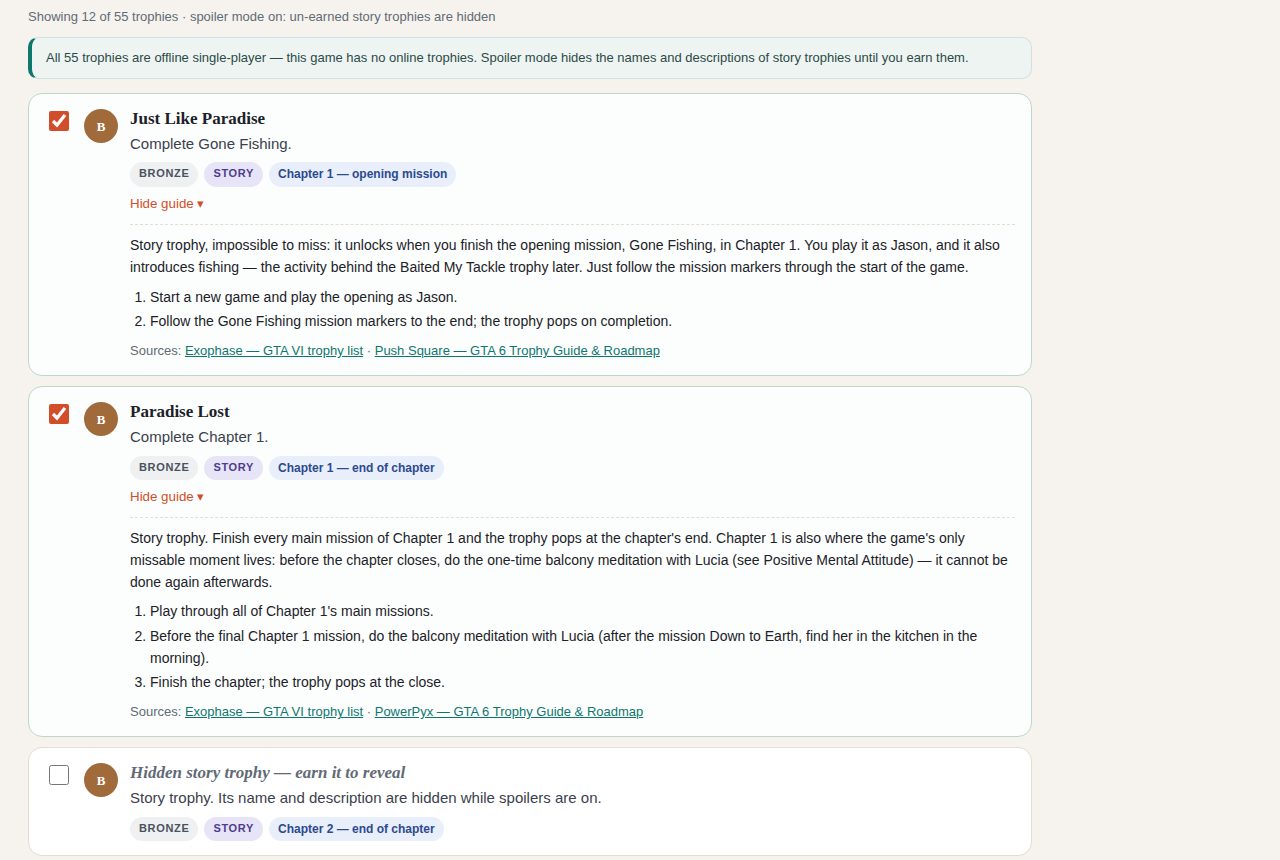 Showing 12 of 55 trophies · spoiler mode on: un-earned story trophies are hidden
All 55 trophies are offline single-player — this game has no online trophies. Spoiler mode hides the names and descriptions of story trophies until you earn them.
B
Just Like Paradise
Complete Gone Fishing.
BRONZE STORY Chapter 1 — opening mission
Hide guide ▾
Story trophy, impossible to miss: it unlocks when you finish the opening mission, Gone Fishing, in Chapter 1. You play it as Jason, and it also
introduces fishing — the activity behind the Baited My Tackle trophy later. Just follow the mission markers through the start of the game.
1. Start a new game and play the opening as Jason.
2. Follow the Gone Fishing mission markers to the end; the trophy pops on completion.
Sources: Exophase — GTA VI trophy list · Push Square — GTA 6 Trophy Guide & Roadmap
B
Paradise Lost
Complete Chapter 1.
BRONZE STORY Chapter 1 — end of chapter
Hide guide ▾
Story trophy. Finish every main mission of Chapter 1 and the trophy pops at the chapter's end. Chapter 1 is also where the game's only
missable moment lives: before the chapter closes, do the one-time balcony meditation with Lucia (see Positive Mental Attitude) — it cannot be
done again afterwards.
1. Play through all of Chapter 1's main missions.
2. Before the final Chapter 1 mission, do the balcony meditation with Lucia (after the mission Down to Earth, find her in the kitchen in the
morning).
3. Finish the chapter; the trophy pops at the close.
Sources: Exophase — GTA VI trophy list · PowerPyx — GTA 6 Trophy Guide & Roadmap
B
Hidden story trophy — earn it to reveal
Story trophy. Its name and description are hidden while spoilers are on.
BRONZE STORY Chapter 2 — end of chapter